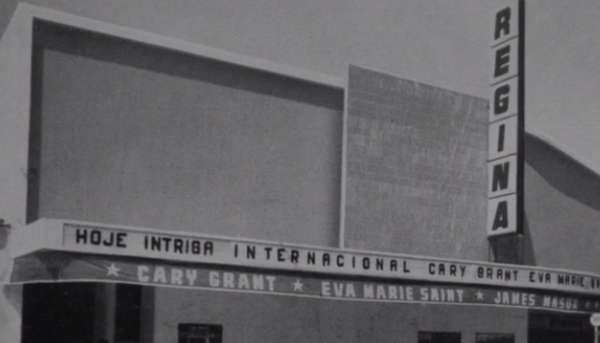 REGINA
HOJE INTRIGA INTERNACIONAL CARY GRANT EVA MARIE
★ CARY GRANT ★ EVA MARIE SAINT ★ JAMES MASON